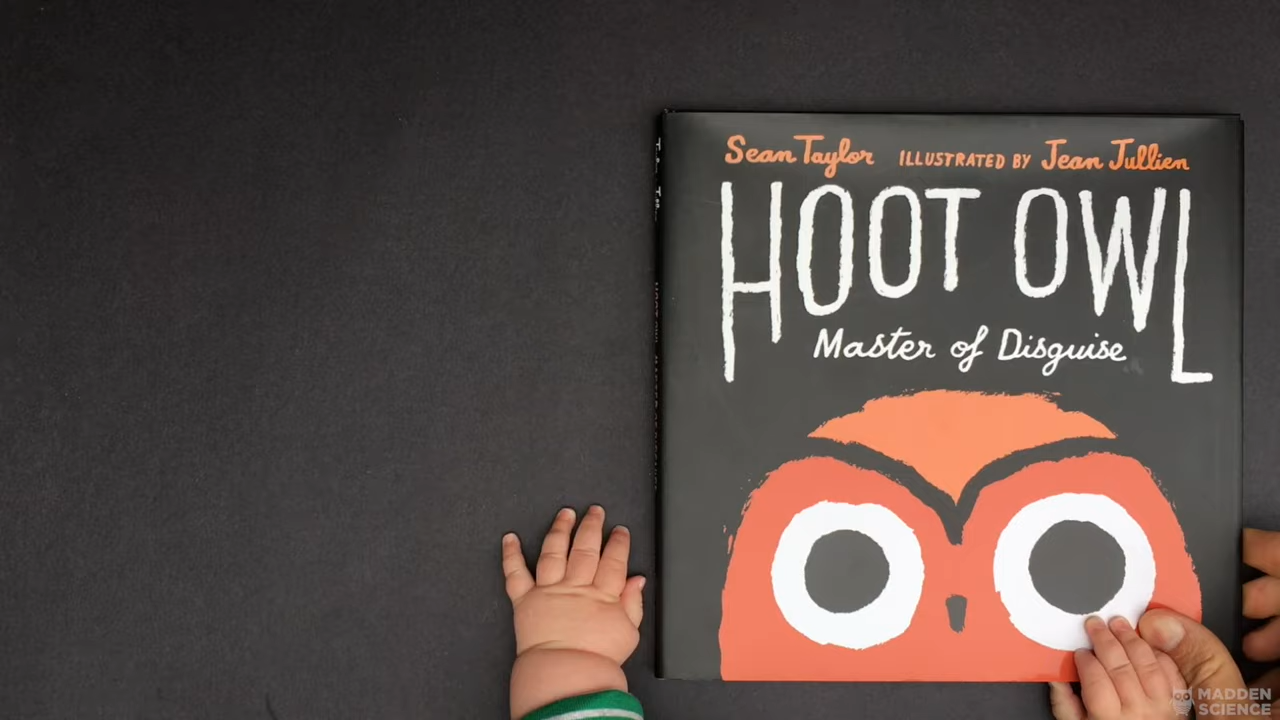 Sean Taylor ILLUSTRATED BY Jean Jullien
HOOT OWL
Master of Disguise
MADDEN
SCIENCE